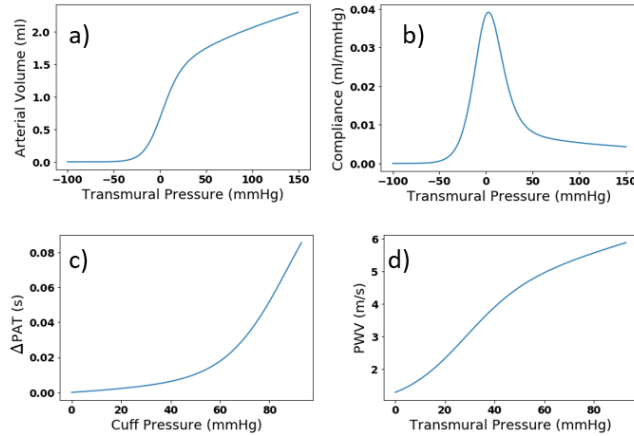 a)
Arterial Volume (ml)
2.0
1.5
1.0
0.5
0.0
−100 −50 0 50 100 150
Transmural Pressure (mmHg)
b)
Compliance (ml/mmHg)
0.04
0.03
0.02
0.01
0.00
−100 −50 0 50 100 150
Transmural Pressure (mmHg)
c)
ΔPAT (s)
0.08
0.06
0.04
0.02
0.00
0 20 40 60 80
Cuff Pressure (mmHg)
d)
PWV (m/s)
6
5
4
3
2
0 20 40 60 80
Transmural Pressure (mmHg)